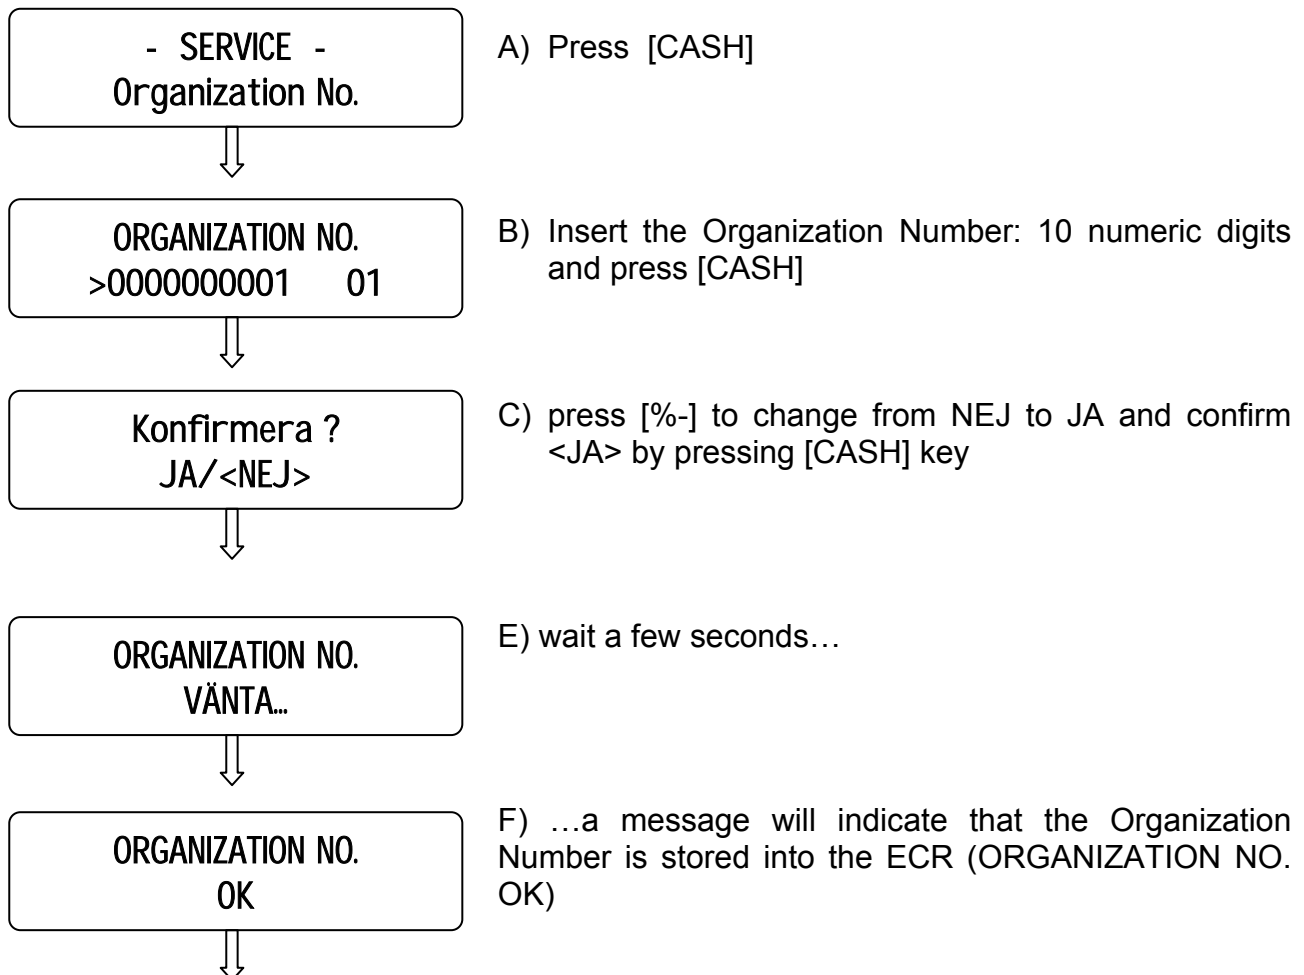 - SERVICE -
Organization No.
A) Press [CASH]
ORGANIZATION NO.
>0000000001 01
B) Insert the Organization Number: 10 numeric digits
and press [CASH]
Konfirmera ?
JA/<NEJ>
C) press [%-] to change from NEJ to JA and confirm
<JA> by pressing [CASH] key
ORGANIZATION NO.
VÄNTA…
E) wait a few seconds…
ORGANIZATION NO.
OK
F) …a message will indicate that the Organization
Number is stored into the ECR (ORGANIZATION NO.
OK)